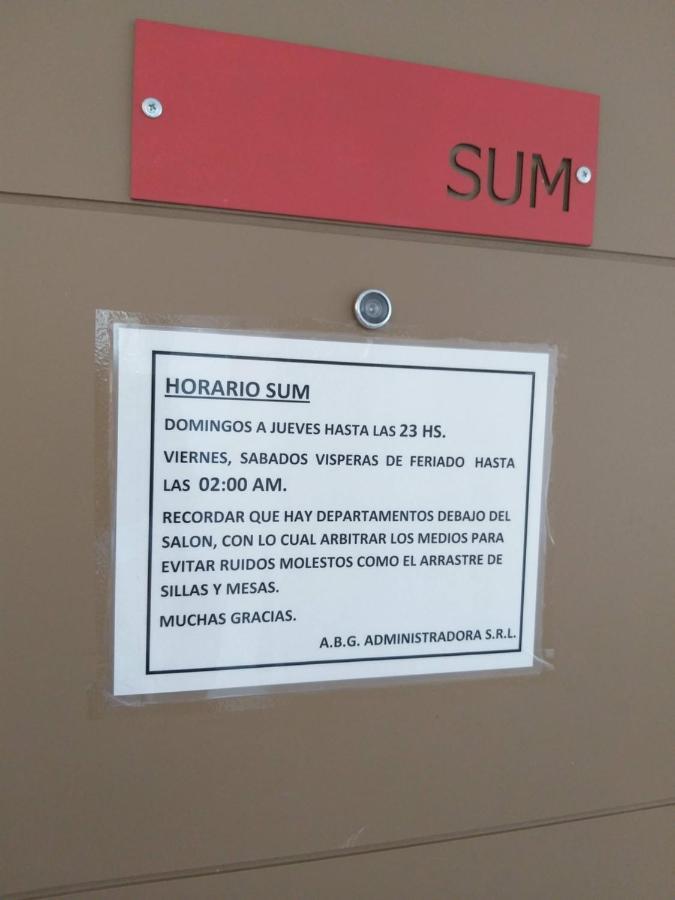 SUM
HORARIO SUM
DOMINGOS A JUEVES HASTA LAS 23 HS.
VIERNES, SABADOS VISPERAS DE FERIADO HASTA
LAS 02:00 AM.
RECORDAR QUE HAY DEPARTAMENTOS DEBAJO DEL
SALON, CON LO CUAL ARBITRAR LOS MEDIOS PARA
EVITAR RUIDOS MOLESTOS COMO EL ARRASTRE DE
SILLAS Y MESAS.
MUCHAS GRACIAS.
A.B.G. ADMINISTRADORA S.R.L.